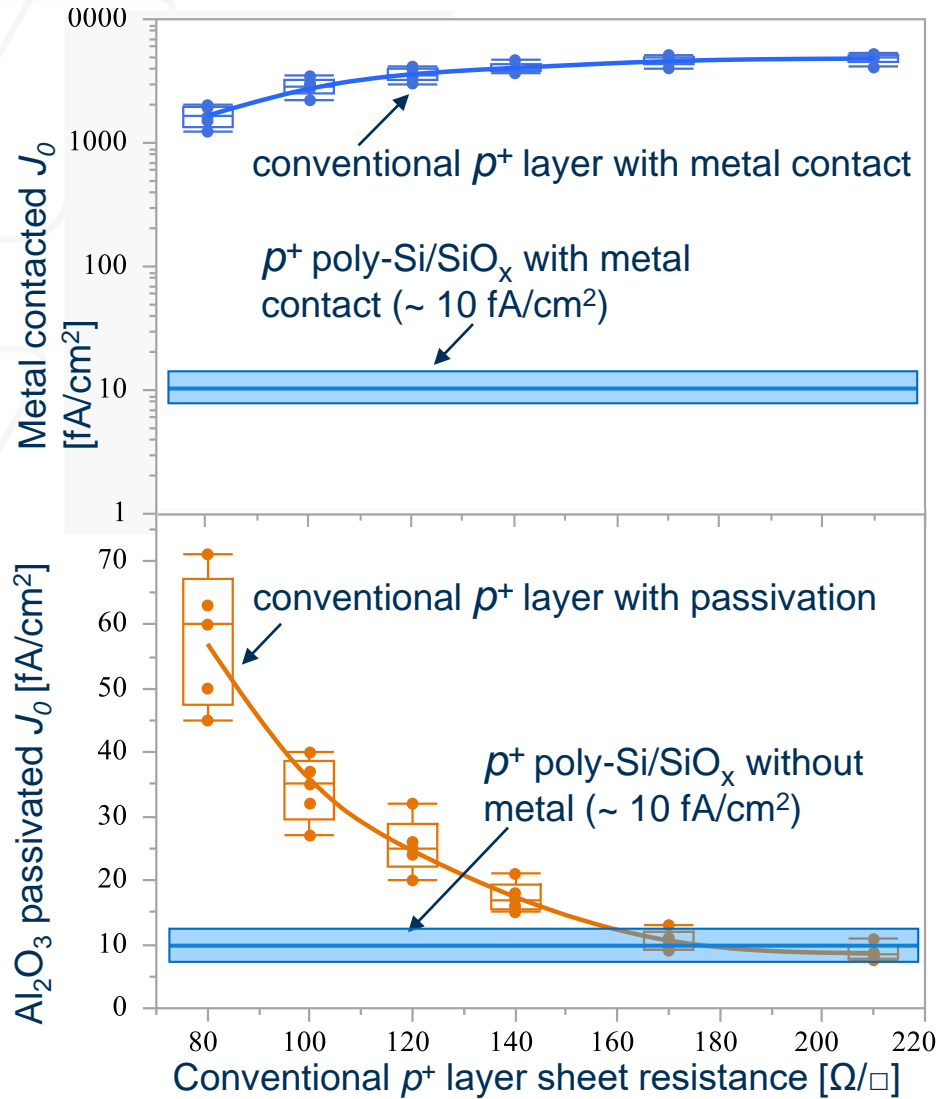 0000
1000
100
10
1
Metal contacted J₀
[fA/cm²]
conventional p⁺ layer with metal contact
p⁺ poly-Si/SiOₓ with metal
contact (~ 10 fA/cm²)
70
60
50
40
30
20
10
0
Al₂O₃ passivated J₀ [fA/cm²]
conventional p⁺ layer with passivation
p⁺ poly-Si/SiOₓ without
metal (~ 10 fA/cm²)
80 100 120 140 160 180 200 220
Conventional p⁺ layer sheet resistance [Ω/□]